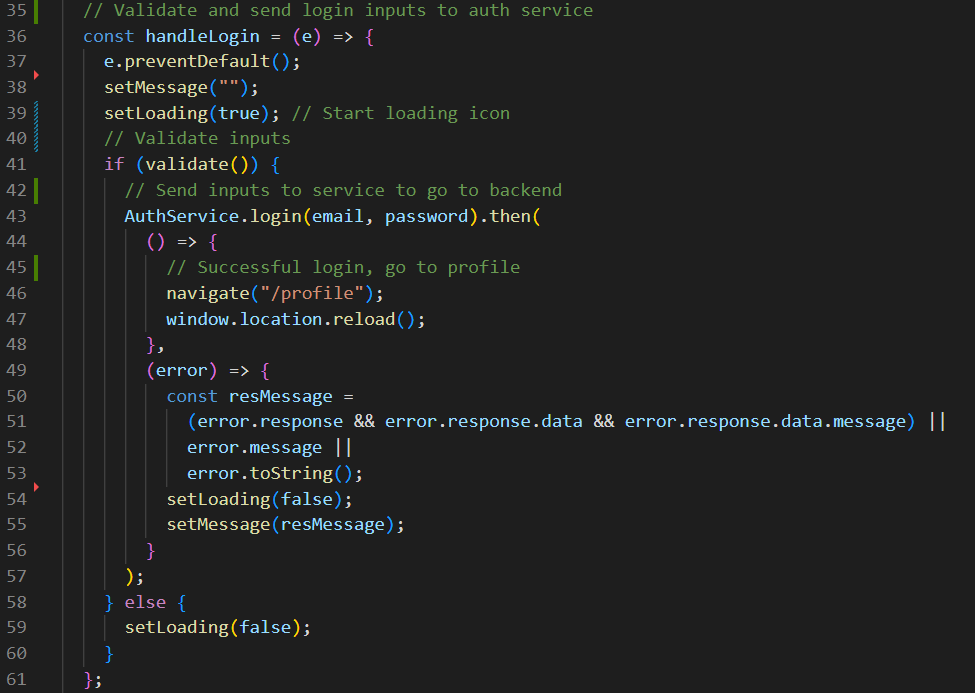 35 // Validate and send login inputs to auth service
36 const handleLogin = (e) => {
37 e.preventDefault();
38 setMessage("");
39 setLoading(true); // Start loading icon
40 // Validate inputs
41 if (validate()) {
42 // Send inputs to service to go to backend
43 AuthService.login(email, password).then(
44 () => {
45 // Successful login, go to profile
46 navigate("/profile");
47 window.location.reload();
48 },
49 (error) => {
50 const resMessage =
51 (error.response && error.response.data && error.response.data.message) ||
52 error.message ||
53 error.toString();
54 setLoading(false);
55 setMessage(resMessage);
56 }
57 );
58 } else {
59 setLoading(false);
60 }
61 };